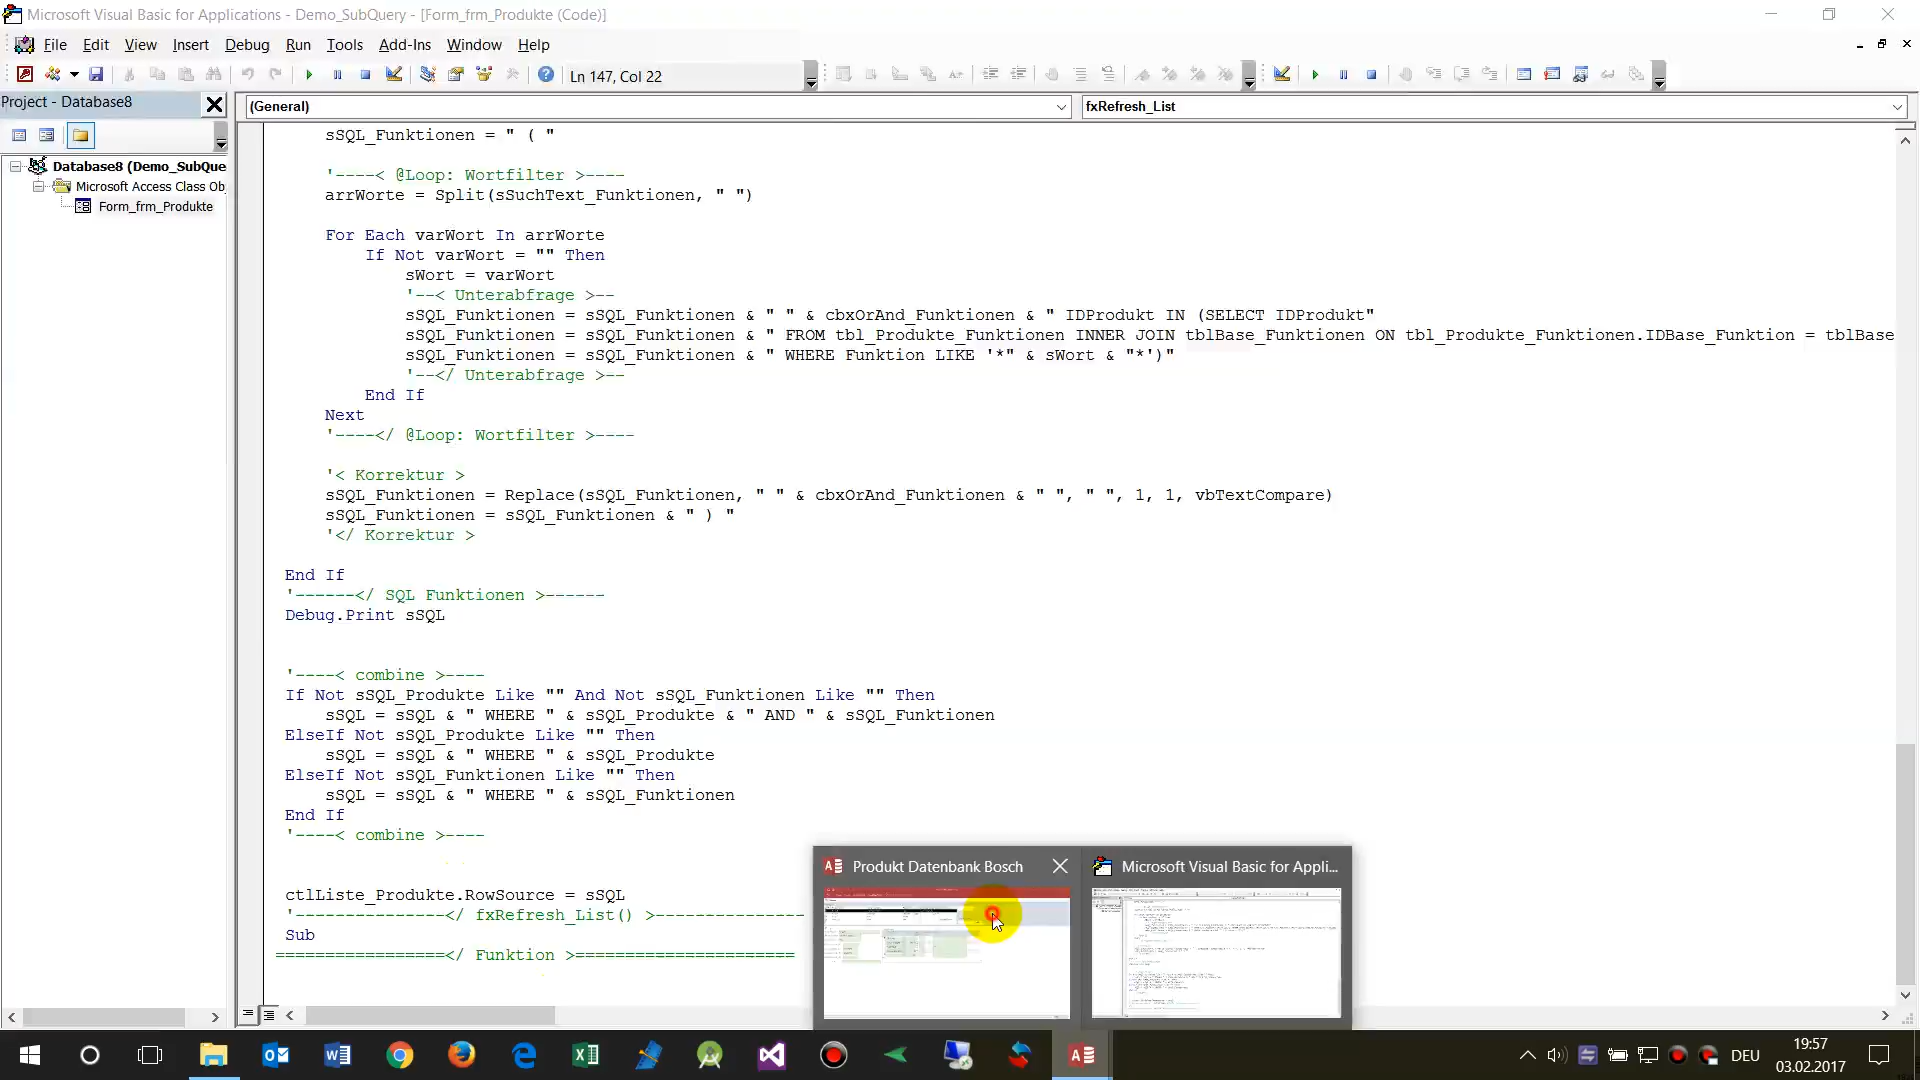 Microsoft Visual Basic for Applications - Demo_SubQuery - [Form_frm_Produkte (Code)]
File Edit View Insert Debug Run Tools Add-Ins Window Help
Ln 147, Col 22
Project - Database8
(General)
fxRefresh_List
Database8 (Demo_SubQue
Microsoft Access Class Ob
Form_frm_Produkte
sSQL_Funktionen = " ( "
'----< @Loop: Wortfilter >----
arrWorte = Split(sSuchText_Funktionen, " ")
For Each varWort In arrWorte
If Not varWort = "" Then
sWort = varWort
'--< Unterabfrage >--
sSQL_Funktionen = sSQL_Funktionen & " " & cbxOrAnd_Funktionen & " IDProdukt IN (SELECT IDProdukt"
sSQL_Funktionen = sSQL_Funktionen & " FROM tbl_Produkte_Funktionen INNER JOIN tblBase_Funktionen ON tbl_Produkte_Funktionen.IDBase_Funktion = tblBase
sSQL_Funktionen = sSQL_Funktionen & " WHERE Funktion LIKE '*" & sWort & "*')"
'--</ Unterabfrage >--
End If
Next
'----</ @Loop: Wortfilter >----
'< Korrektur >
sSQL_Funktionen = Replace(sSQL_Funktionen, " " & cbxOrAnd_Funktionen & " ", " ", 1, 1, vbTextCompare)
sSQL_Funktionen = sSQL_Funktionen & " ) "
'</ Korrektur >
End If
'------</ SQL Funktionen >------
Debug.Print sSQL
'----< combine >----
If Not sSQL_Produkte Like "" And Not sSQL_Funktionen Like "" Then
sSQL = sSQL & " WHERE " & sSQL_Produkte & " AND " & sSQL_Funktionen
ElseIf Not sSQL_Produkte Like "" Then
sSQL = sSQL & " WHERE " & sSQL_Produkte
ElseIf Not sSQL_Funktionen Like "" Then
sSQL = sSQL & " WHERE " & sSQL_Funktionen
End If
'----< combine >----
ctlListe_Produkte.RowSource = sSQL
'---------------</ fxRefresh_List() >---------------
Sub
=================</ Funktion >======================
Produkt Datenbank Bosch
Microsoft Visual Basic for Appli...
DEU
19:57
03.02.2017